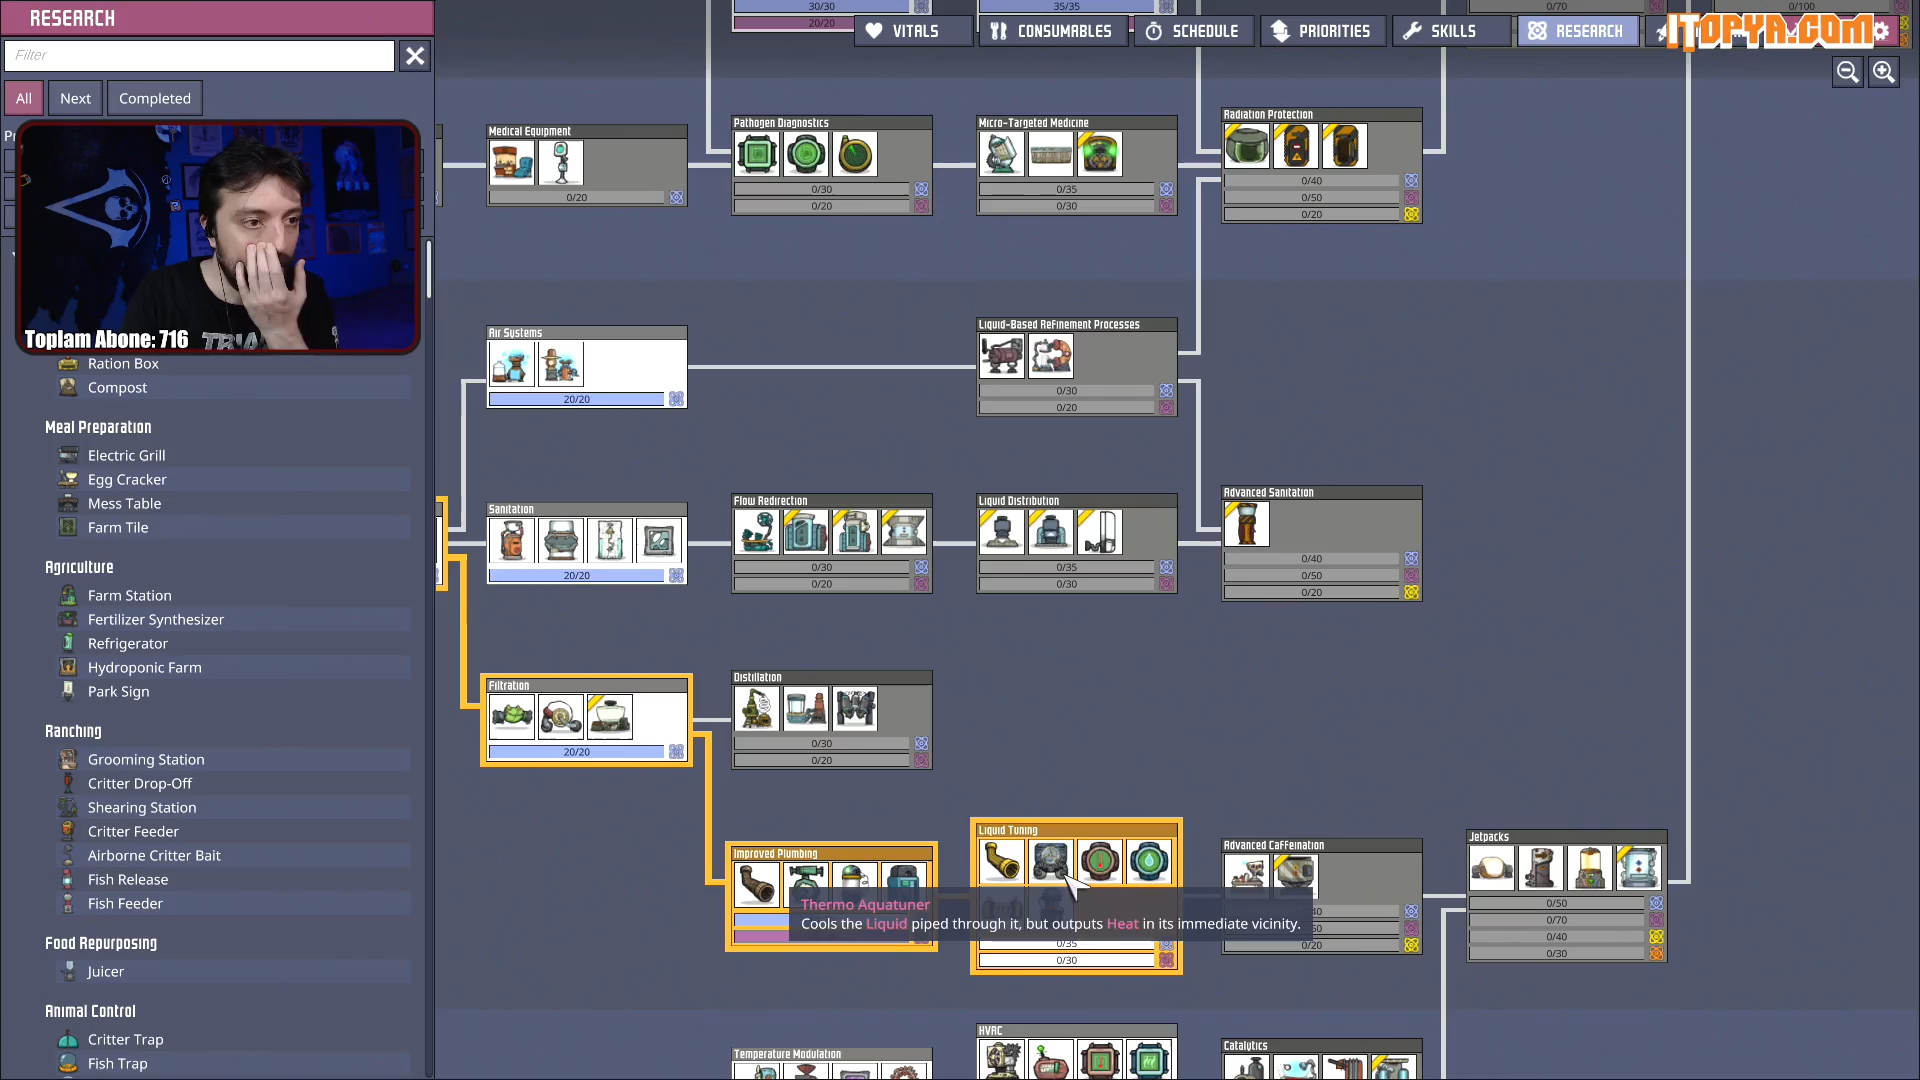 RESEARCH
Filter
All
Next
Completed
Toplam Abone: 716
Ration Box
Compost
Meal Preparation
Electric Grill
Egg Cracker
Mess Table
Farm Tile
Agriculture
Farm Station
Fertilizer Synthesizer
Refrigerator
Hydroponic Farm
Park Sign
Ranching
Grooming Station
Critter Drop-Off
Shearing Station
Critter Feeder
Airborne Critter Bait
Fish Release
Fish Feeder
Food Repurposing
Juicer
Animal Control
Critter Trap
Fish Trap
30/30
20/20
35/35
0/70
0/100
VITALS
CONSUMABLES
SCHEDULE
PRIORITIES
SKILLS
RESEARCH
ITOPYA.COM
Medical Equipment
0/20
Pathogen Diagnostics
0/30
0/20
Micro-Targeted Medicine
0/35
0/30
Radiation Protection
0/40
0/50
0/20
Air Systems
20/20
Liquid-Based Refinement Processes
0/30
0/20
Sanitation
20/20
Flow Redirection
0/30
0/20
Liquid Distribution
0/35
0/30
Advanced Sanitation
0/40
0/50
0/20
Filtration
20/20
Distillation
0/30
0/20
Improved Plumbing
Liquid Tuning
0/35
0/30
Thermo Aquatuner
Cools the Liquid piped through it, but outputs Heat in its immediate vicinity.
Advanced Caffeination
0/20
Jetpacks
0/50
0/70
0/40
0/30
Temperature Modulation
HVAC
Catalytics